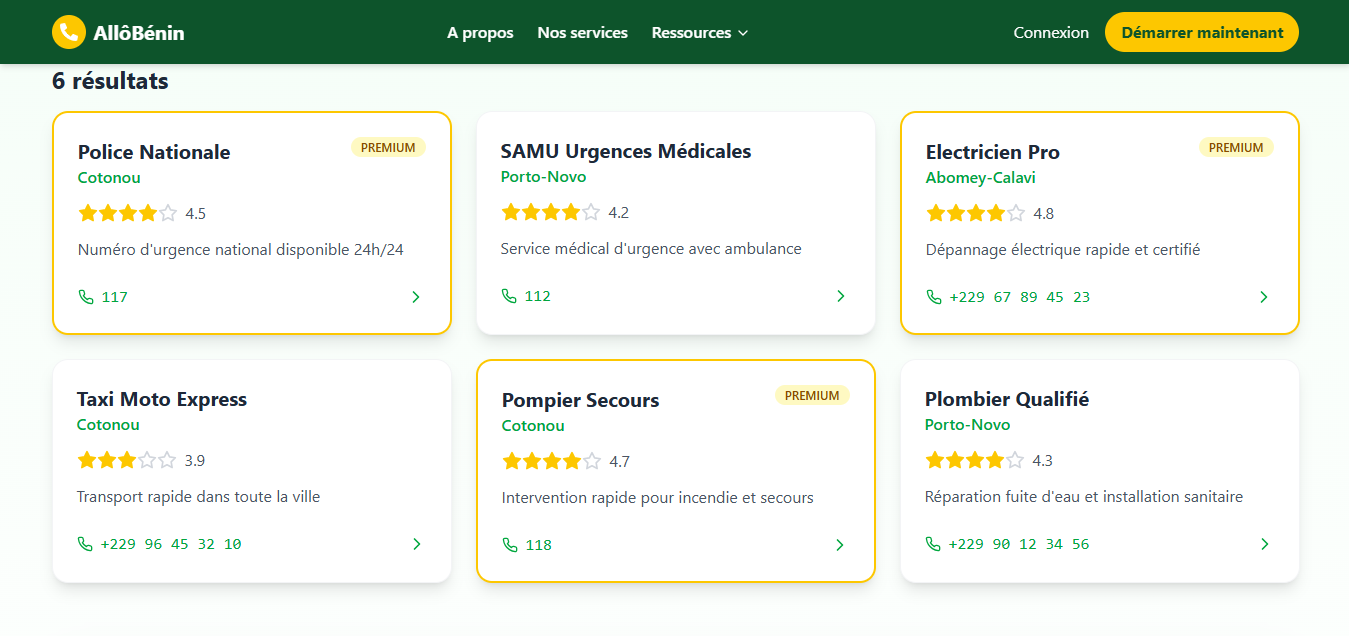 AllôBénin
A propos
Nos services
Ressources
Connexion
Démarrer maintenant
6 résultats
Police Nationale
PREMIUM
Cotonou
4.5
Numéro d'urgence national disponible 24h/24
117
SAMU Urgences Médicales
Porto-Novo
4.2
Service médical d'urgence avec ambulance
112
Electricien Pro
PREMIUM
Abomey-Calavi
4.8
Dépannage électrique rapide et certifié
+229 67 89 45 23
Taxi Moto Express
Cotonou
3.9
Transport rapide dans toute la ville
+229 96 45 32 10
Pompier Secours
PREMIUM
Cotonou
4.7
Intervention rapide pour incendie et secours
118
Plombier Qualifié
Porto-Novo
4.3
Réparation fuite d'eau et installation sanitaire
+229 90 12 34 56